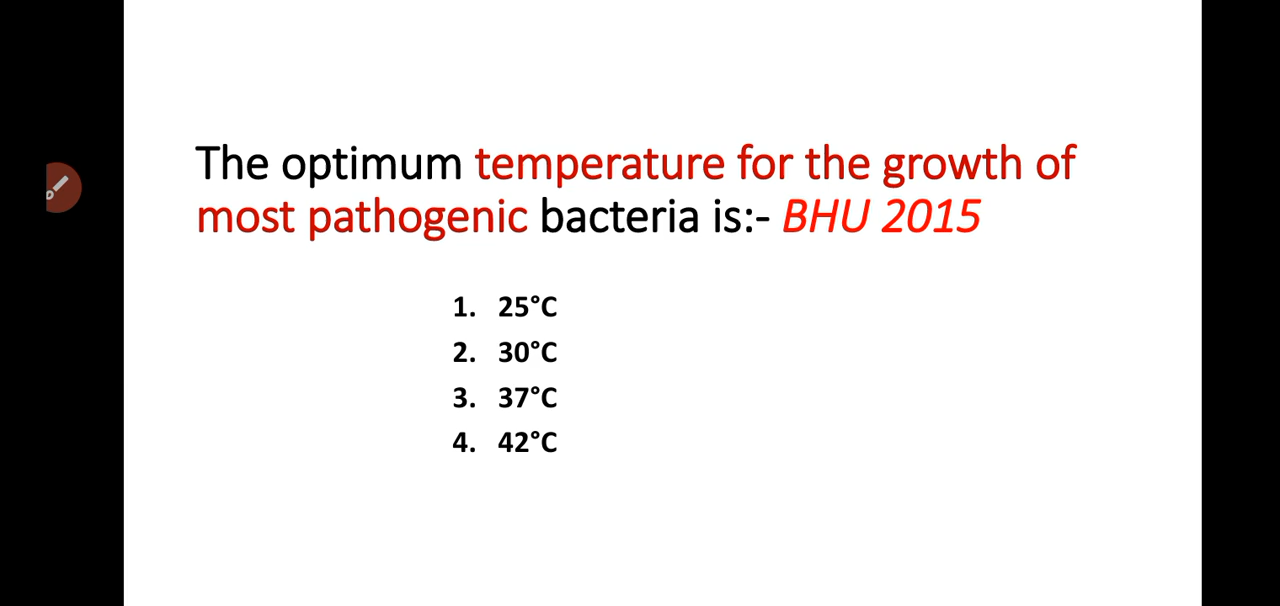 The optimum temperature for the growth of
most pathogenic bacteria is:- BHU 2015
1. 25°C
2. 30°C
3. 37°C
4. 42°C